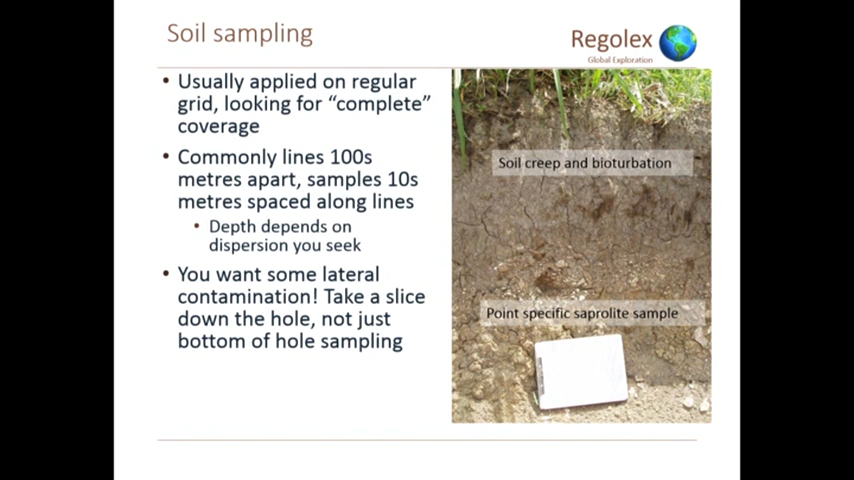 Soil sampling
Regolex
Global Exploration
• Usually applied on regular
grid, looking for “complete”
coverage
• Commonly lines 100s
metres apart, samples 10s
metres spaced along lines
• Depth depends on
dispersion you seek
• You want some lateral
contamination! Take a slice
down the hole, not just
bottom of hole sampling
Soil creep and bioturbation
Point specific saprolite sample